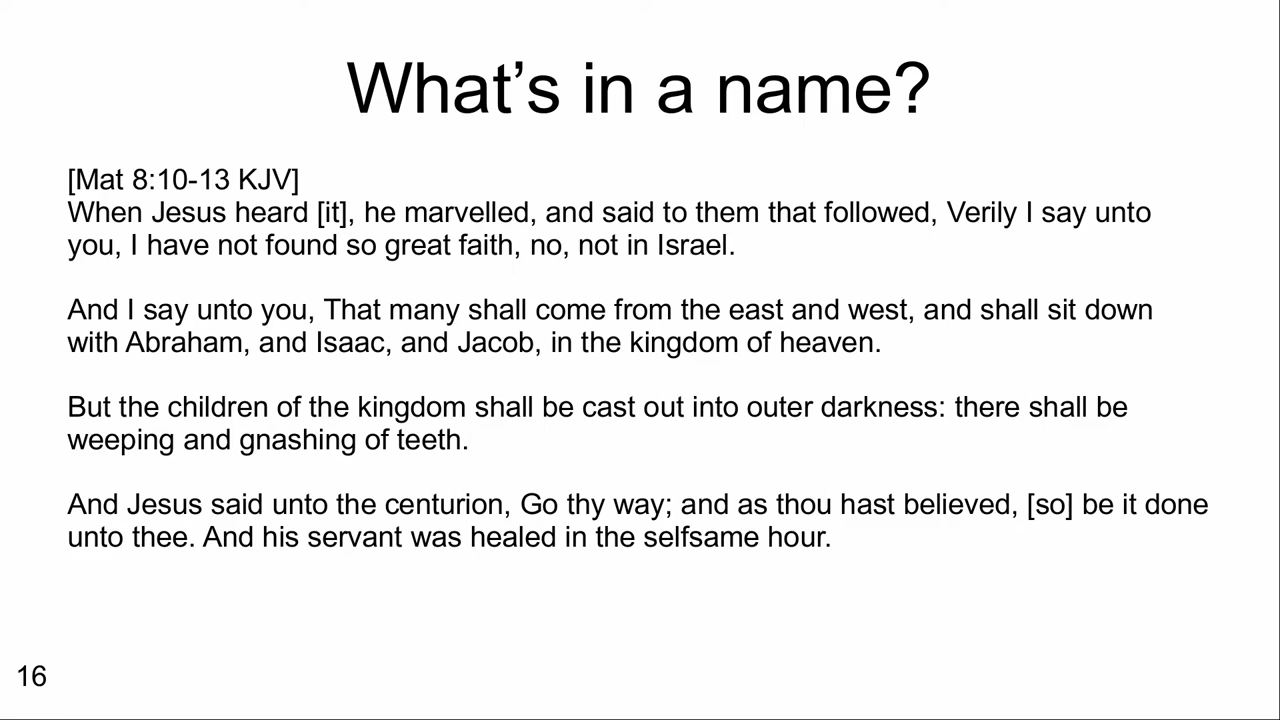 What’s in a name?
[Mat 8:10-13 KJV]
When Jesus heard [it], he marvelled, and said to them that followed, Verily I say unto
you, I have not found so great faith, no, not in Israel.
And I say unto you, That many shall come from the east and west, and shall sit down
with Abraham, and Isaac, and Jacob, in the kingdom of heaven.
But the children of the kingdom shall be cast out into outer darkness: there shall be
weeping and gnashing of teeth.
And Jesus said unto the centurion, Go thy way; and as thou hast believed, [so] be it done
unto thee. And his servant was healed in the selfsame hour.
16